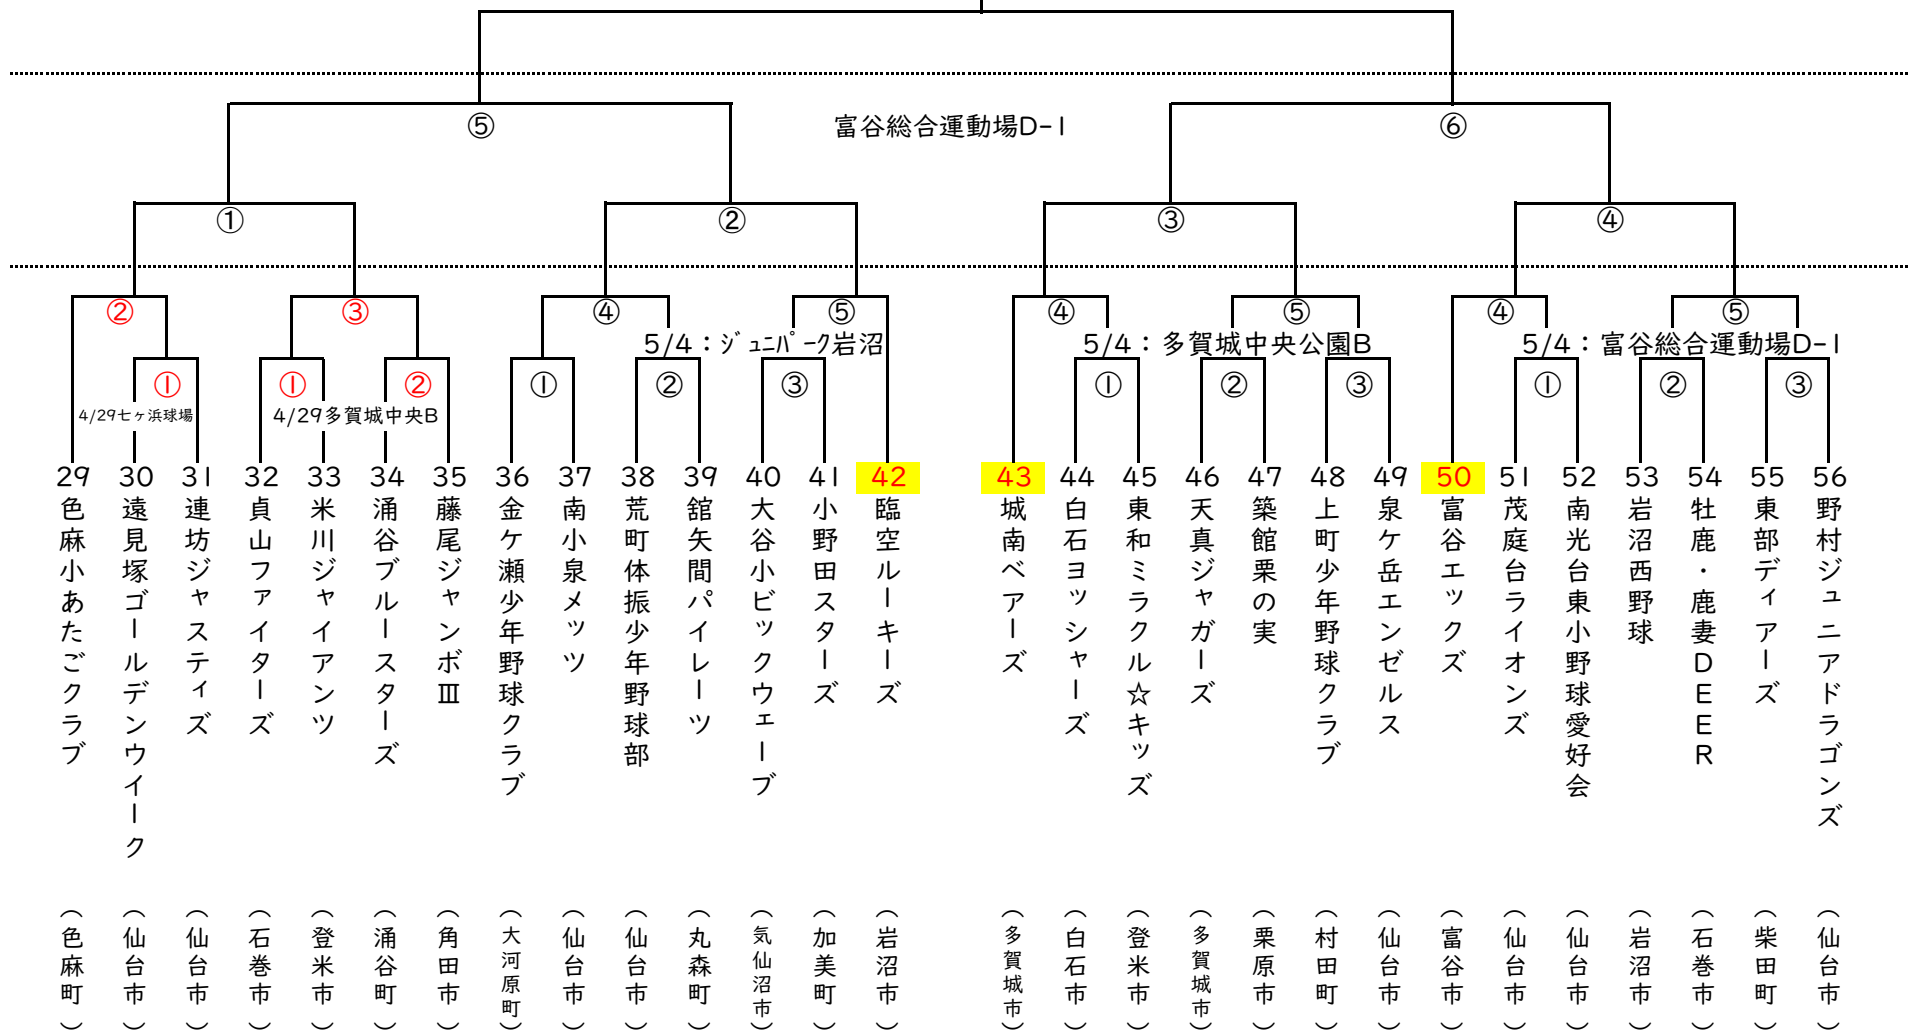 ⑤
富谷総合運動場D-1
⑥
①
②
③
④
②
③
④
⑤
④
⑤
④
⑤
5/4：ジュニパーク岩沼
5/4：多賀城中央公園B
5/4：富谷総合運動場D-1
①
①
②
①
②
③
①
②
③
①
②
③
4/29七ヶ浜球場
4/29多賀城中央B
29
色麻小あたごクラブ
（色麻町）
30
遠見塚ゴールデンウイーク
（仙台市）
31
連坊ジャスティズ
（仙台市）
32
貞山ファイターズ
（石巻市）
33
米川ジャイアンツ
（登米市）
34
涌谷ブルースターズ
（涌谷町）
35
藤尾ジャンボⅢ
（角田市）
36
金ケ瀬少年野球クラブ
（大河原町）
37
南小泉メッツ
（仙台市）
38
荒町体振少年野球部
（仙台市）
39
舘矢間パイレーツ
（丸森町）
40
大谷小ビックウェーブ
（気仙沼市）
41
小野田スターズ
（加美町）
42
臨空ルーキーズ
（岩沼市）
43
城南ベアーズ
（多賀城市）
44
白石ヨッシャーズ
（白石市）
45
東和ミラクル☆キッズ
（登米市）
46
天真ジャガーズ
（多賀城市）
47
築館栗の実
（栗原市）
48
上町少年野球クラブ
（村田町）
49
泉ケ岳エンゼルス
（仙台市）
50
富谷エックズ
（富谷市）
51
茂庭台ライオンズ
（仙台市）
52
南光台東小野球愛好会
（仙台市）
53
岩沼西野球
（岩沼市）
54
牡鹿・鹿妻DEER
（石巻市）
55
東部ディアーズ
（柴田町）
56
野村ジュニアドラゴンズ
（仙台市）